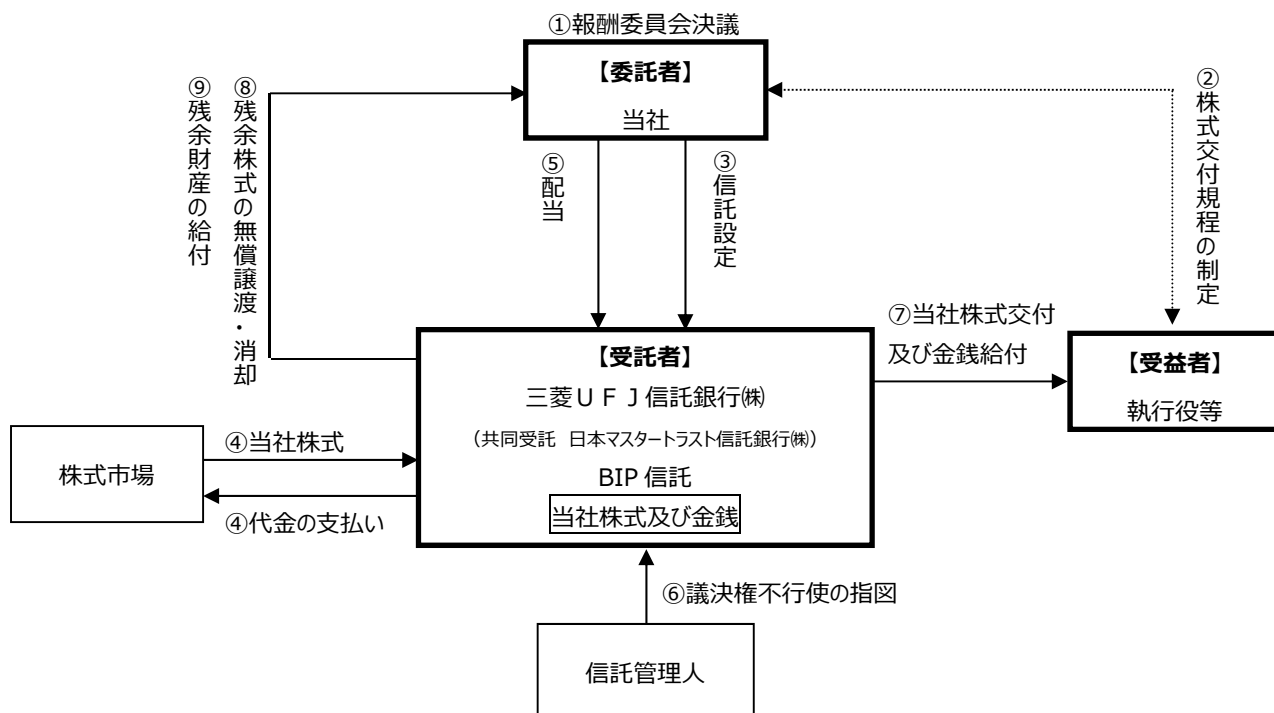 ①報酬委員会決議
【委託者】
当社
②株式交付規程の制定
③信託設定
⑤配当
⑧残余株式の無償譲渡・消却
⑨残余財産の給付
【受託者】
三菱ＵＦＪ信託銀行㈱
（共同受託　日本マスタートラスト信託銀行㈱）
BIP 信託
当社株式及び金銭
⑦当社株式交付
及び金銭給付
【受益者】
執行役等
株式市場
④当社株式
④代金の支払い
⑥議決権不行使の指図
信託管理人